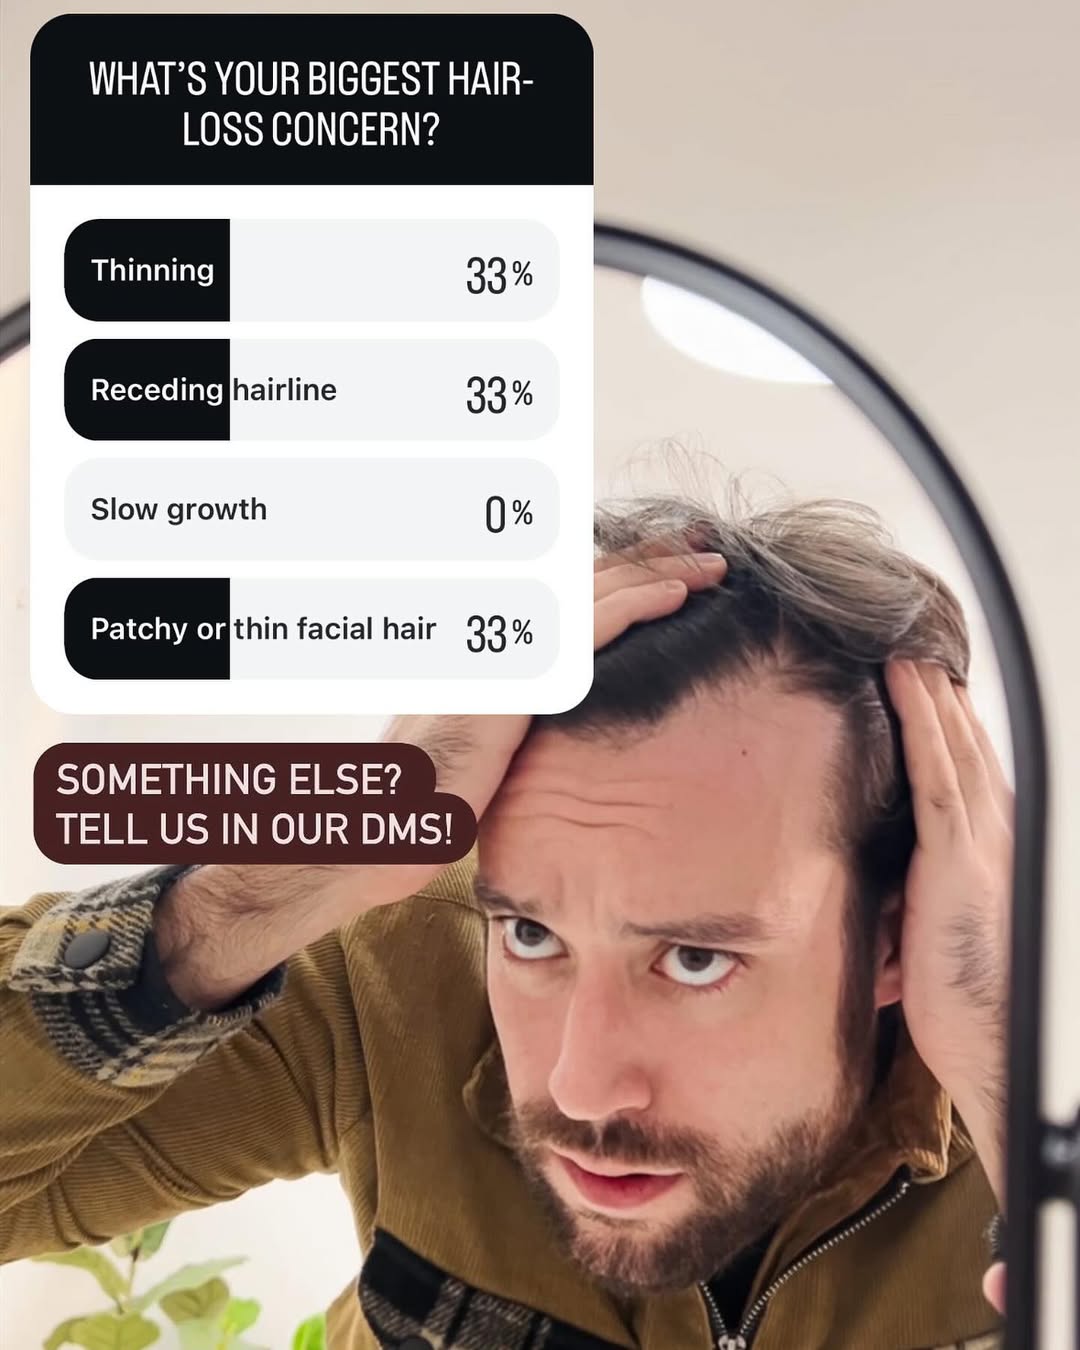 WHAT’S YOUR BIGGEST HAIR-
LOSS CONCERN?
Thinning 33%
Receding hairline 33%
Slow growth 0%
Patchy or thin facial hair 33%
SOMETHING ELSE?
TELL US IN OUR DMS!